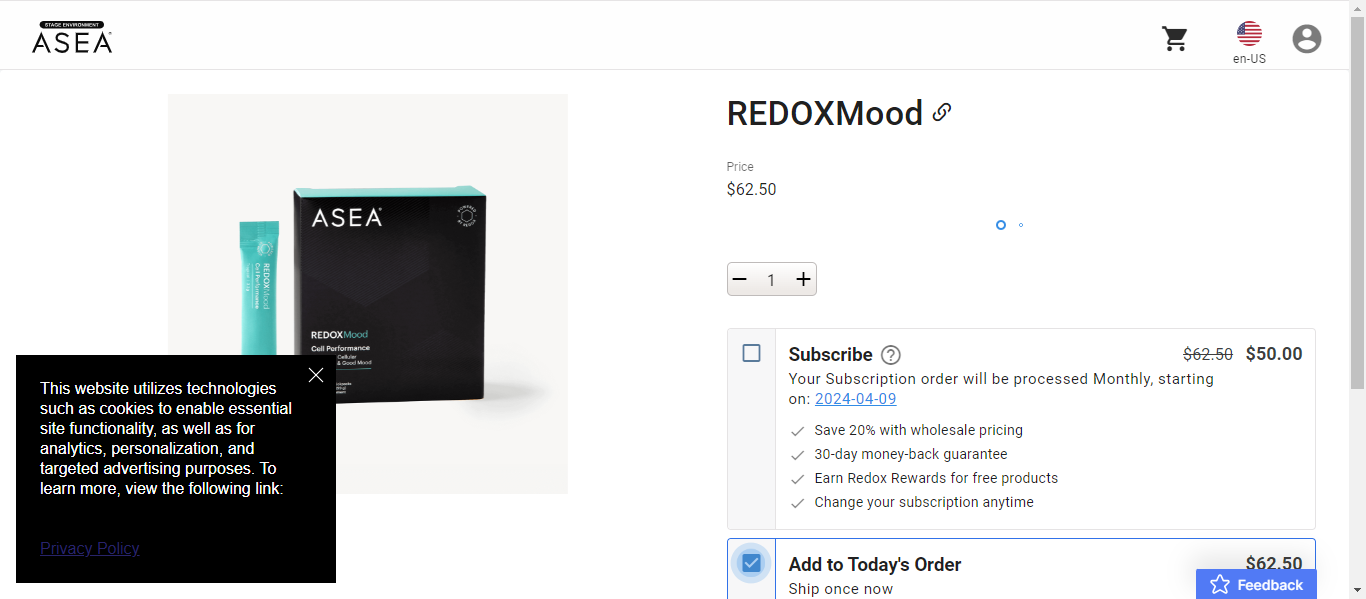 STAGE ENVIRONMENT
ASEA
en-US
REDOXMood
Price
$62.50
1
Subscribe
$62.50 $50.00
Your Subscription order will be processed Monthly, starting
on: 2024-04-09
Save 20% with wholesale pricing
30-day money-back guarantee
Earn Redox Rewards for free products
Change your subscription anytime
Add to Today's Order
$62.50
Ship once now
Feedback
ASEA
POWERED BY REDOX
REDOXMood
Cell Performance
REDOXMood
Cell Performance
Cellular
& Good Mood
This website utilizes technologies
such as cookies to enable essential
site functionality, as well as for
analytics, personalization, and
targeted advertising purposes. To
learn more, view the following link:
Privacy Policy